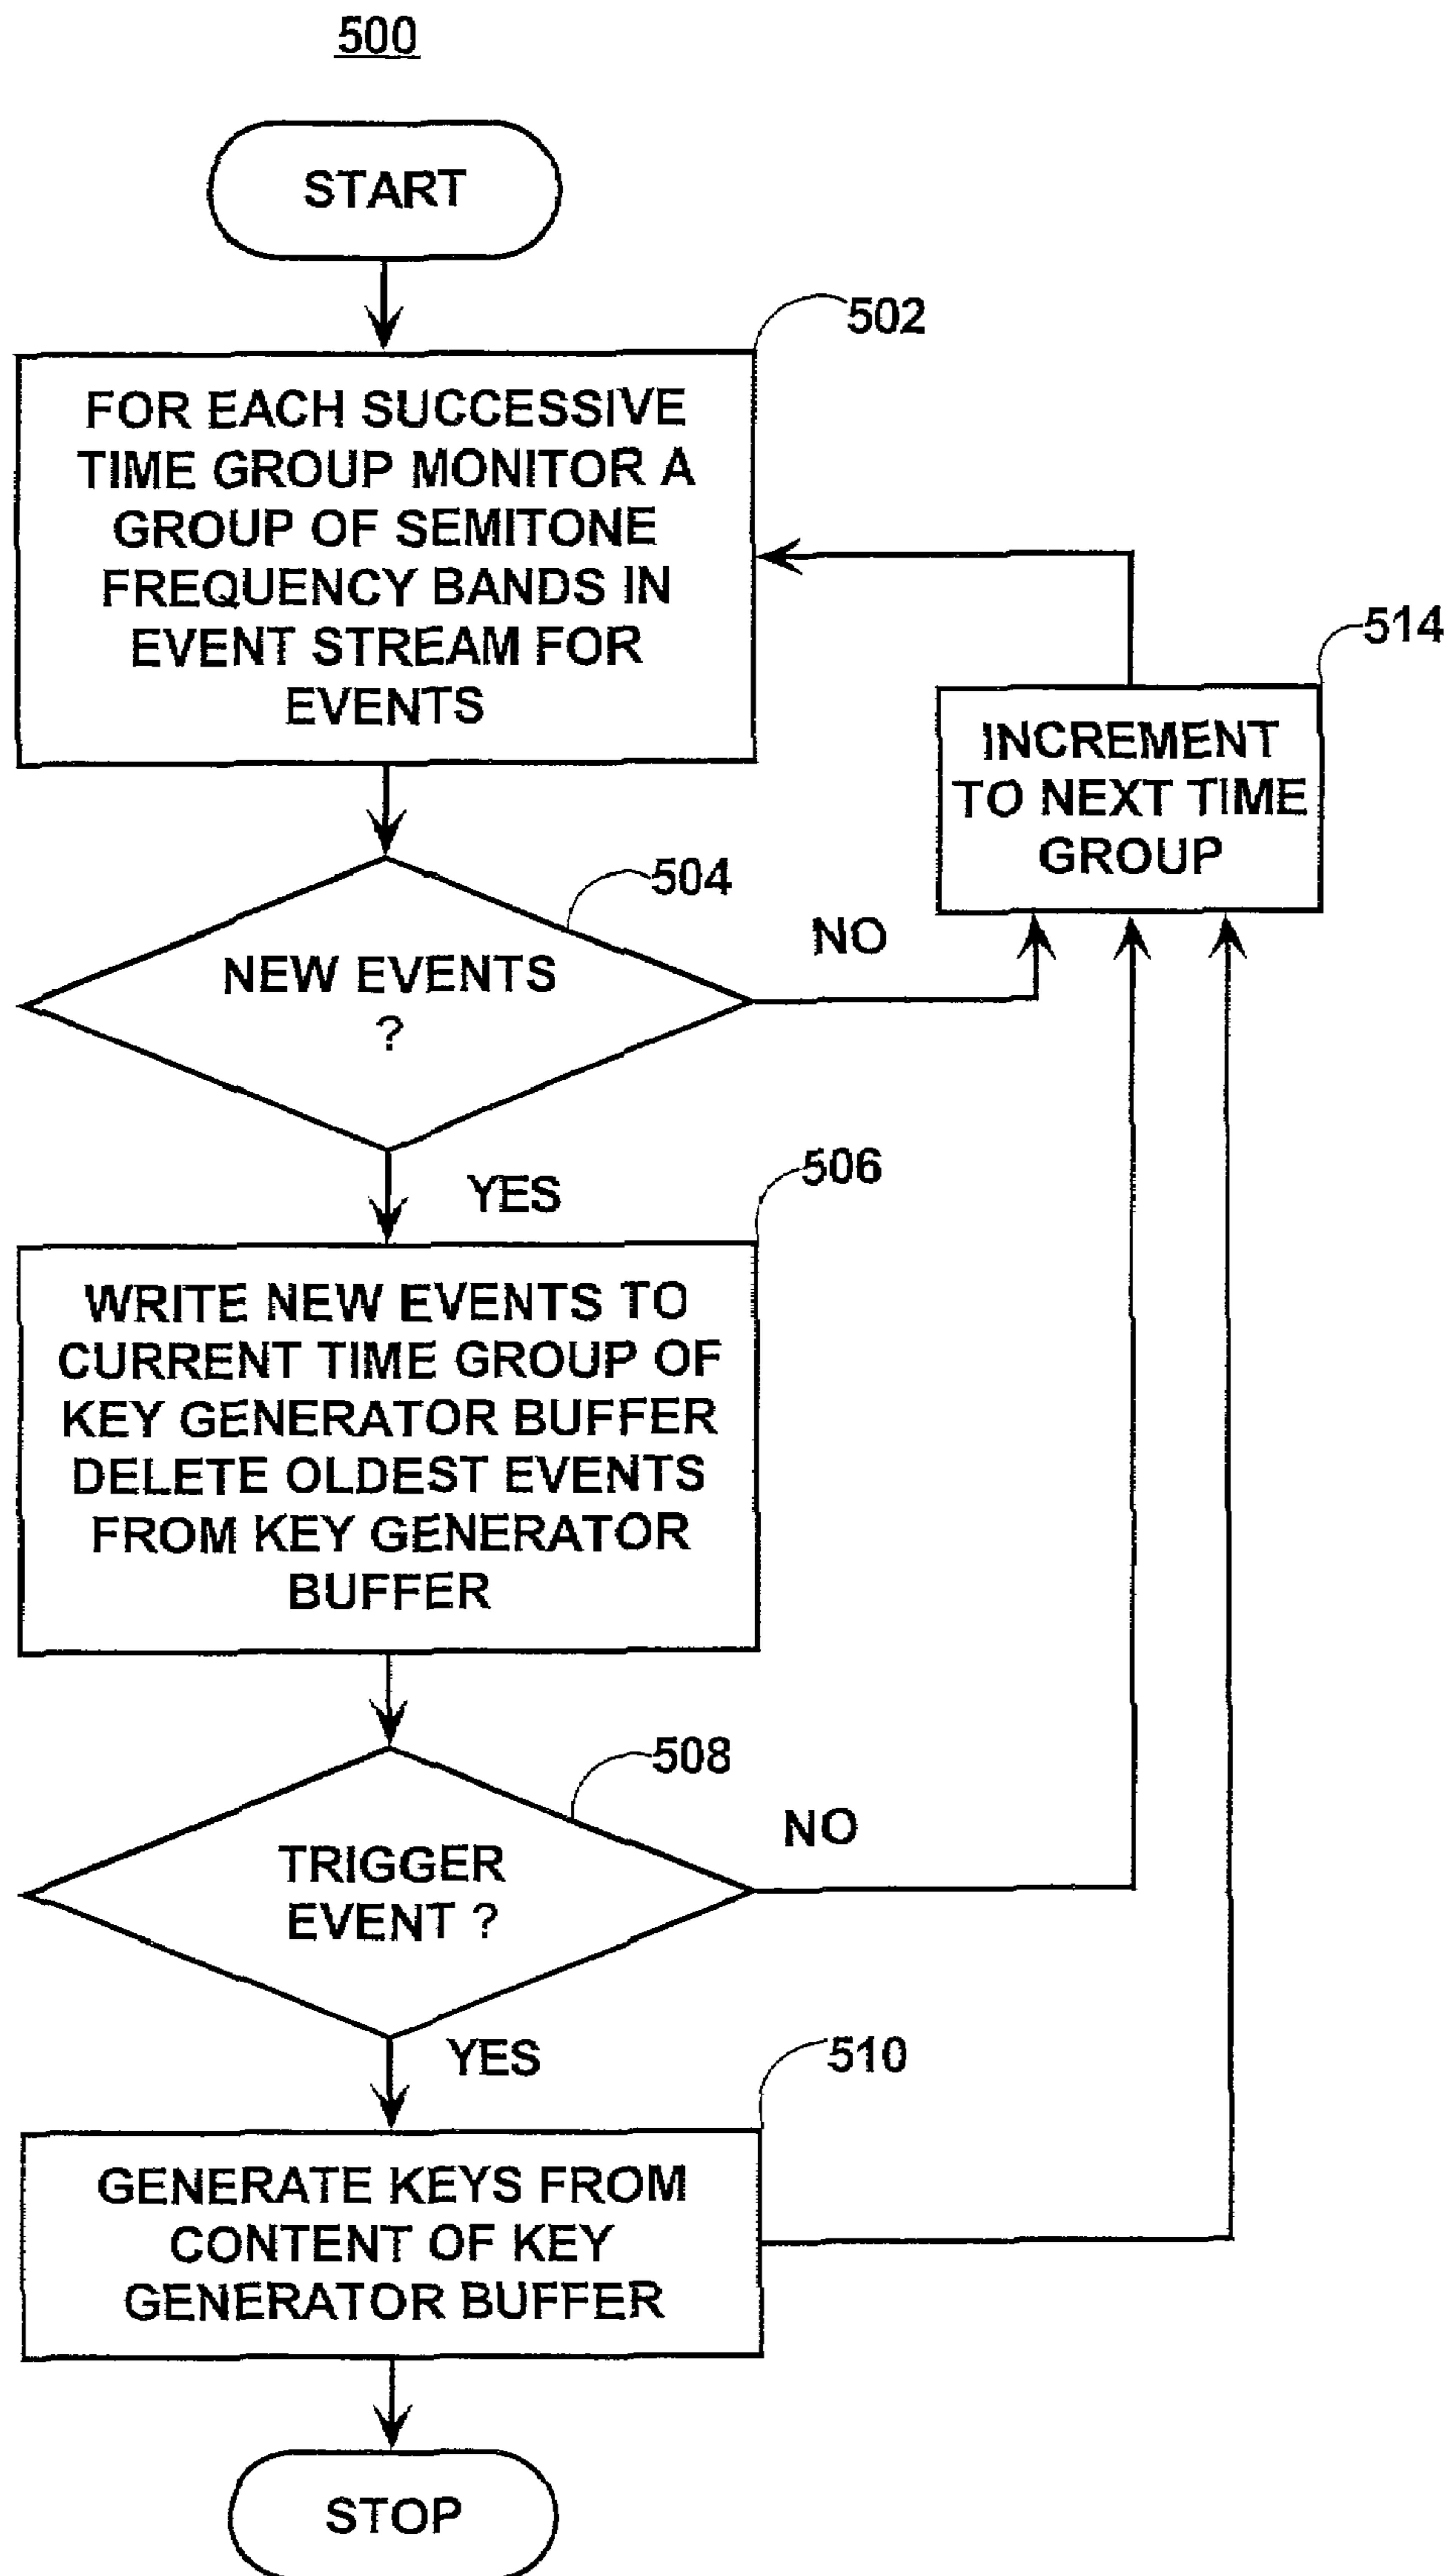 500
START
502
FOR EACH SUCCESSIVE
TIME GROUP MONITOR A
GROUP OF SEMITONE
FREQUENCY BANDS IN
EVENT STREAM FOR
EVENTS
514
INCREMENT
TO NEXT TIME
GROUP
504
NEW EVENTS
?
NO
YES
506
WRITE NEW EVENTS TO
CURRENT TIME GROUP OF
KEY GENERATOR BUFFER
DELETE OLDEST EVENTS
FROM KEY GENERATOR
BUFFER
508
TRIGGER
EVENT ?
NO
YES
510
GENERATE KEYS FROM
CONTENT OF KEY
GENERATOR BUFFER
STOP